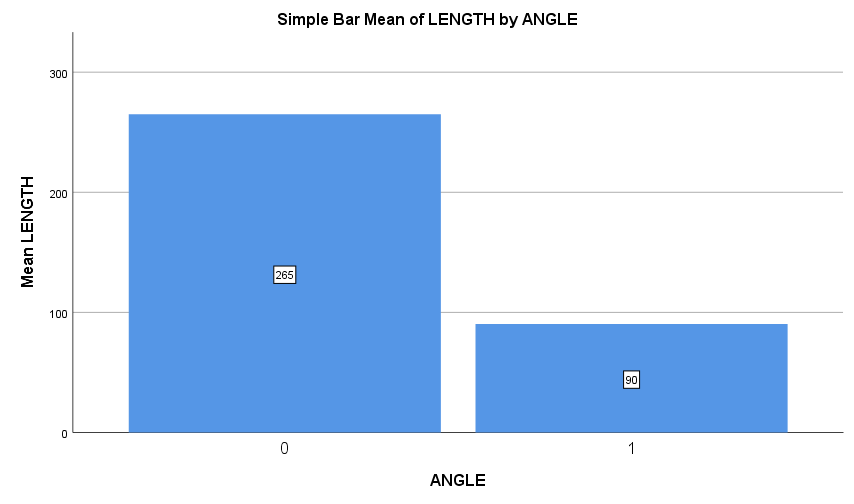 Simple Bar Mean of LENGTH by ANGLE
300
200
100
0
Mean LENGTH
265
90
0
1
ANGLE